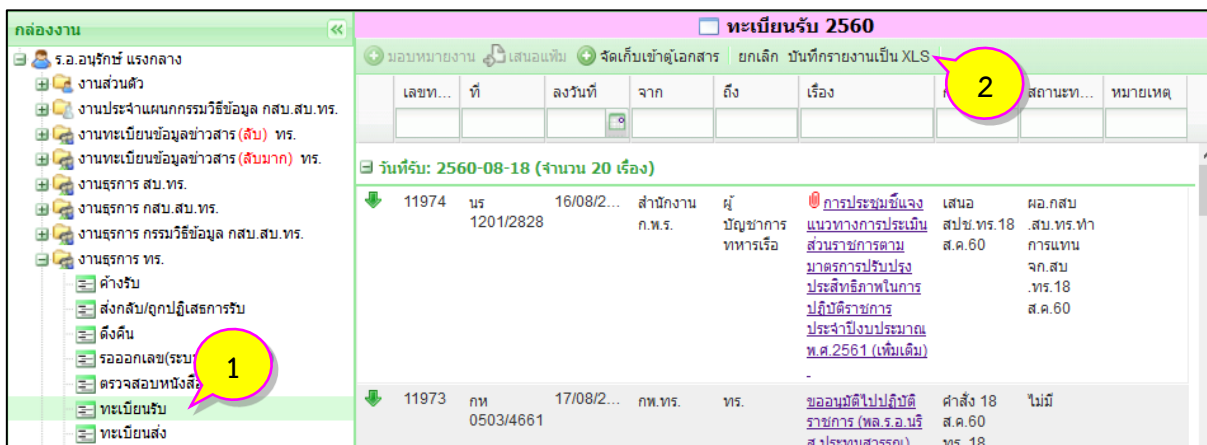 กล่องงาน
ร.อ.อนุรักษ์ แรงกลาง
งานส่วนตัว
งานประจำแผนกกรรมวิธีข้อมูล กสบ.สบ.ทร.
งานทะเบียนข้อมูลข่าวสาร (ลับ) ทร.
งานทะเบียนข้อมูลข่าวสาร (ลับมาก) ทร.
งานธุรการ สบ.ทร.
งานธุรการ กสบ.สบ.ทร.
งานธุรการ กรรมวิธีข้อมูล กสบ.สบ.ทร.
งานธุรการ ทร.
ค้างรับ
ส่งกลับ/ถูกปฏิเสธการรับ
ดึงคืน
รอออกเลข(ระบ
ตรวจสอบหนังสือ
ทะเบียนรับ
ทะเบียนส่ง
1
ทะเบียนรับ 2560
มอบหมายงาน เสนอแฟ้ม จัดเก็บเข้าตู้เอกสาร ยกเลิก บันทึกรายงานเป็น XLS
2
เลขท... ที่ ลงวันที่ จาก ถึง เรื่อง สถานะท... หมายเหตุ
วันที่รับ: 2560-08-18 (จำนวน 20 เรื่อง)
11974 นร 16/08/2... สำนักงาน ผู้ การประชุมชี้แจง เสนอ ผอ.กสบ
1201/2828 ก.พ.ร. บัญชาการ แนวทางการประเมิน สปช.ทร.18 .สบ.ทร.ทำ
ทหารเรือ ส่วนราชการตาม ส.ค.60 การแทน
มาตรการปรับปรุง จก.สบ
ประสิทธิภาพในการ .ทร.18
ปฏิบัติราชการ ส.ค.60
ประจำปีงบประมาณ
พ.ศ.2561 (เพิ่มเติม)
11973 กห 17/08/2... กพ.ทร. ทร. ขออนุมัติไปปฏิบัติ คำสั่ง 18 ไม่มี
0503/4661 ราชการ (พล.ร.อ.นริ ส.ค.60
ส ประทุมสุวรรณ) ทร. 18